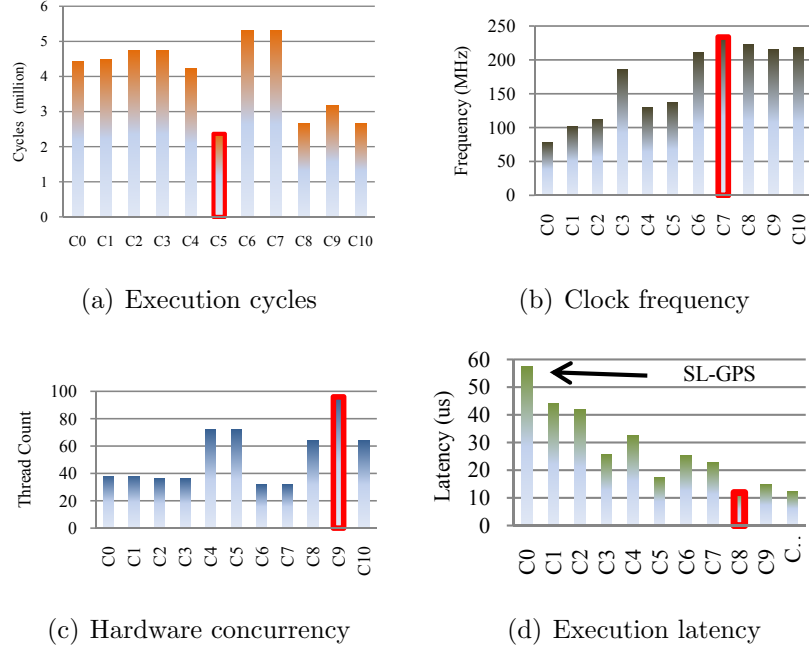 6
5
4
3
2
1
0
Cycles (million)
C0 C1 C2 C3 C4 C5 C6 C7 C8 C9 C10
(a) Execution cycles
250
200
150
100
50
0
Frequency (MHz)
C0 C1 C2 C3 C4 C5 C6 C7 C8 C9 C10
(b) Clock frequency
100
80
60
40
20
0
Thread Count
C0 C1 C2 C3 C4 C5 C6 C7 C8 C9 C10
(c) Hardware concurrency
60
50
40
30
20
10
0
Latency (us)
SL-GPS
C0 C1 C2 C3 C4 C5 C6 C7 C8 C9 C..
(d) Execution latency